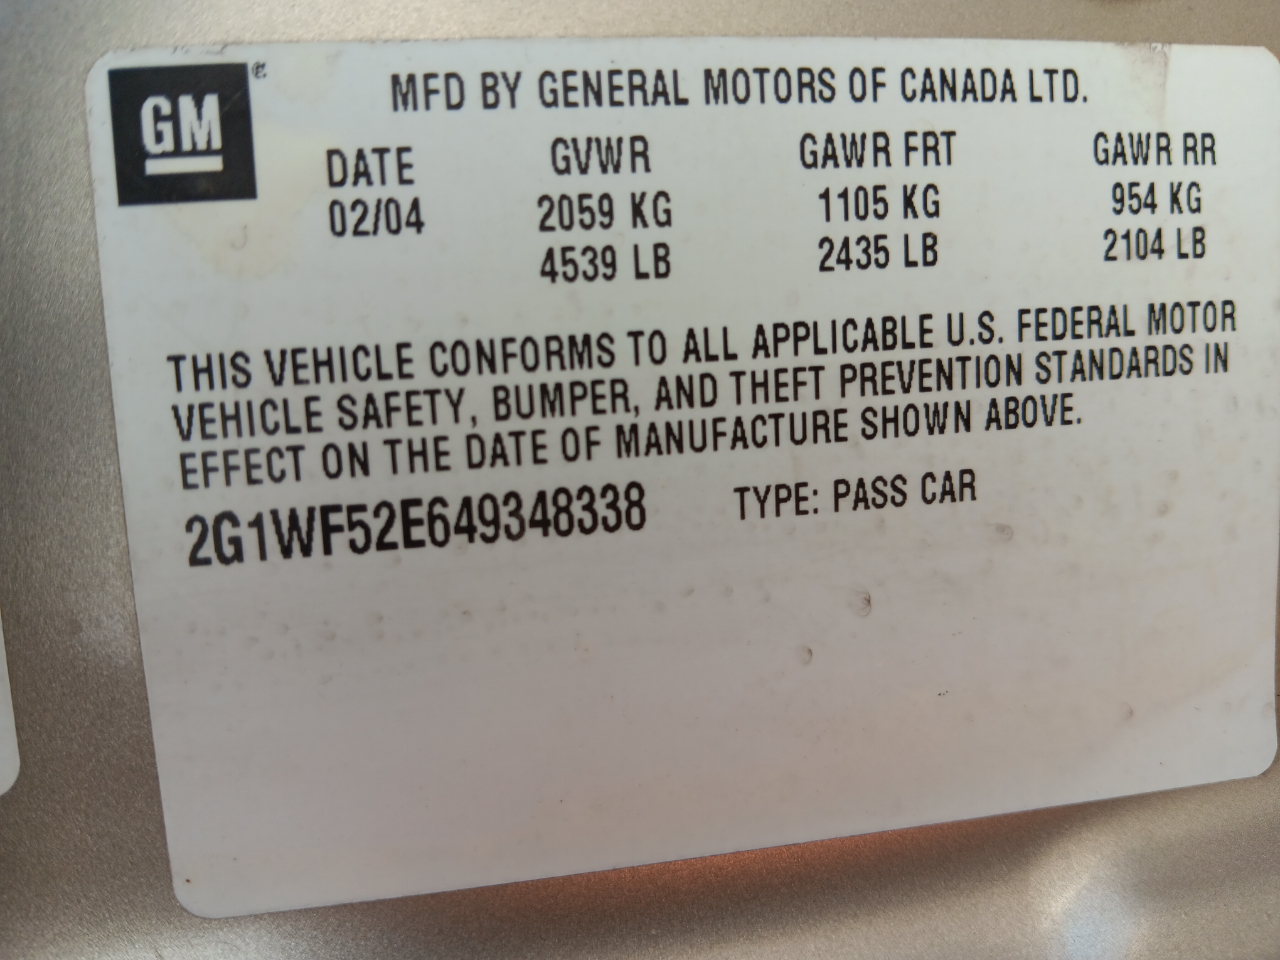 GM®
MFD BY GENERAL MOTORS OF CANADA LTD.
DATE GVWR GAWR FRT GAWR RR
02/04 2059 KG 1105 KG 954 KG
4539 LB 2435 LB 2104 LB
THIS VEHICLE CONFORMS TO ALL APPLICABLE U.S. FEDERAL MOTOR
VEHICLE SAFETY, BUMPER, AND THEFT PREVENTION STANDARDS IN
EFFECT ON THE DATE OF MANUFACTURE SHOWN ABOVE.
2G1WF52E649348338 TYPE: PASS CAR